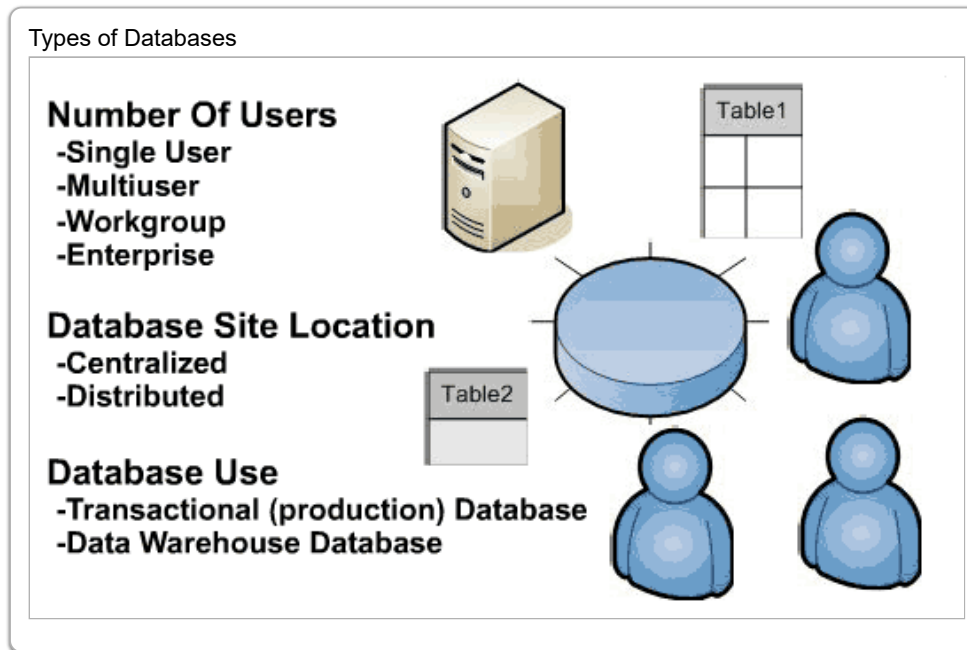 Types of Databases
Number Of Users
-Single User
-Multiuser
-Workgroup
-Enterprise
Database Site Location
-Centralized
-Distributed
Database Use
-Transactional (production) Database
-Data Warehouse Database
Table1
Table2